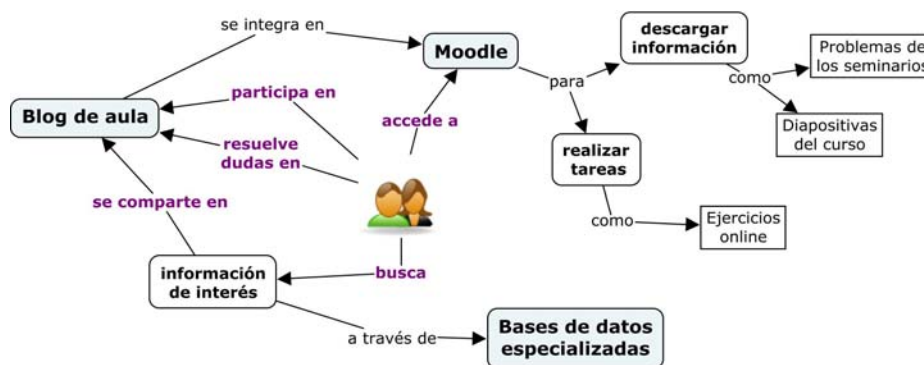 se integra en
Moodle
descargar
información
Problemas de
los seminarios
como
para
participa en
accede a
Blog de aula
resuelve
dudas en
realizar
tareas
Diapositivas
del curso
se comparte en
como
Ejercicios
online
información
de interés
busca
a través de
Bases de datos
especializadas